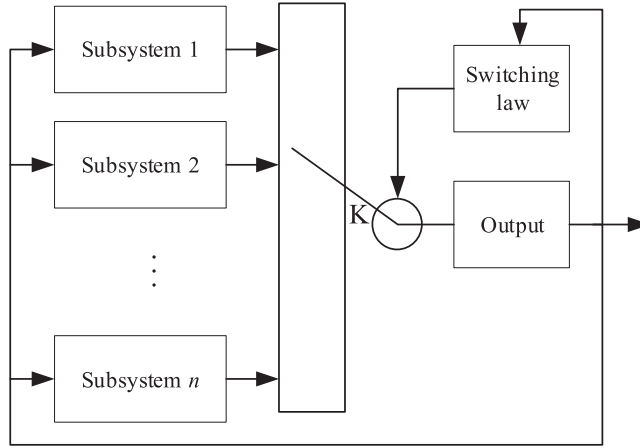 Subsystem 1
Switching
law
Subsystem 2
K
Output
⋮
Subsystem n